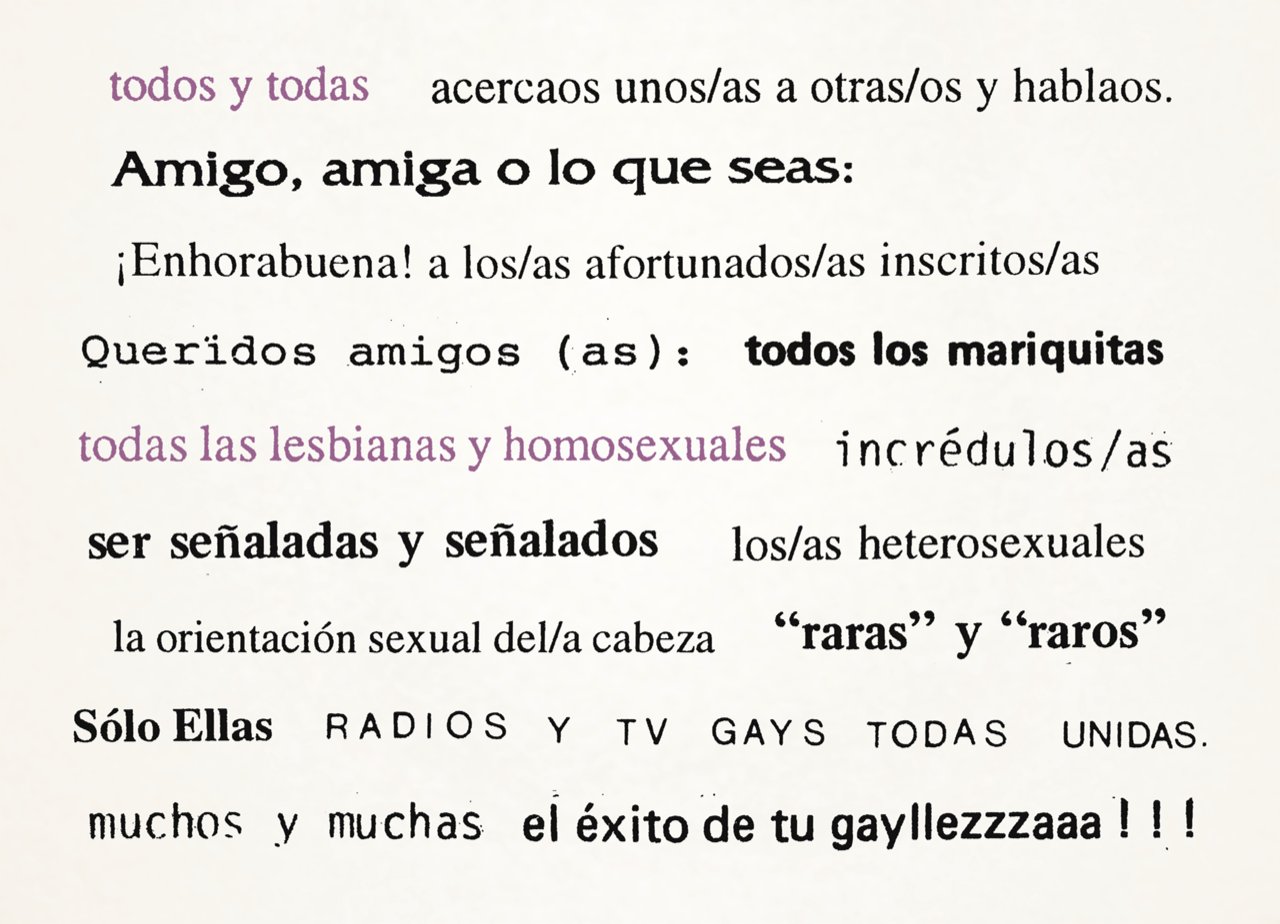 todos y todas acercaos unos/as a otras/os y hablaos.
Amigo, amiga o lo que seas:
¡Enhorabuena! a los/as afortunados/as inscritos/as
Queridos amigos (as): todos los mariquitas
todas las lesbianas y homosexuales incrédulos/as
ser señaladas y señalados los/as heterosexuales
la orientación sexual del/a cabeza “raras” y “raros”
Sólo Ellas RADIOS Y TV GAYS TODAS UNIDAS.
muchos y muchas el éxito de tu gayllezzzaaa ! ! !